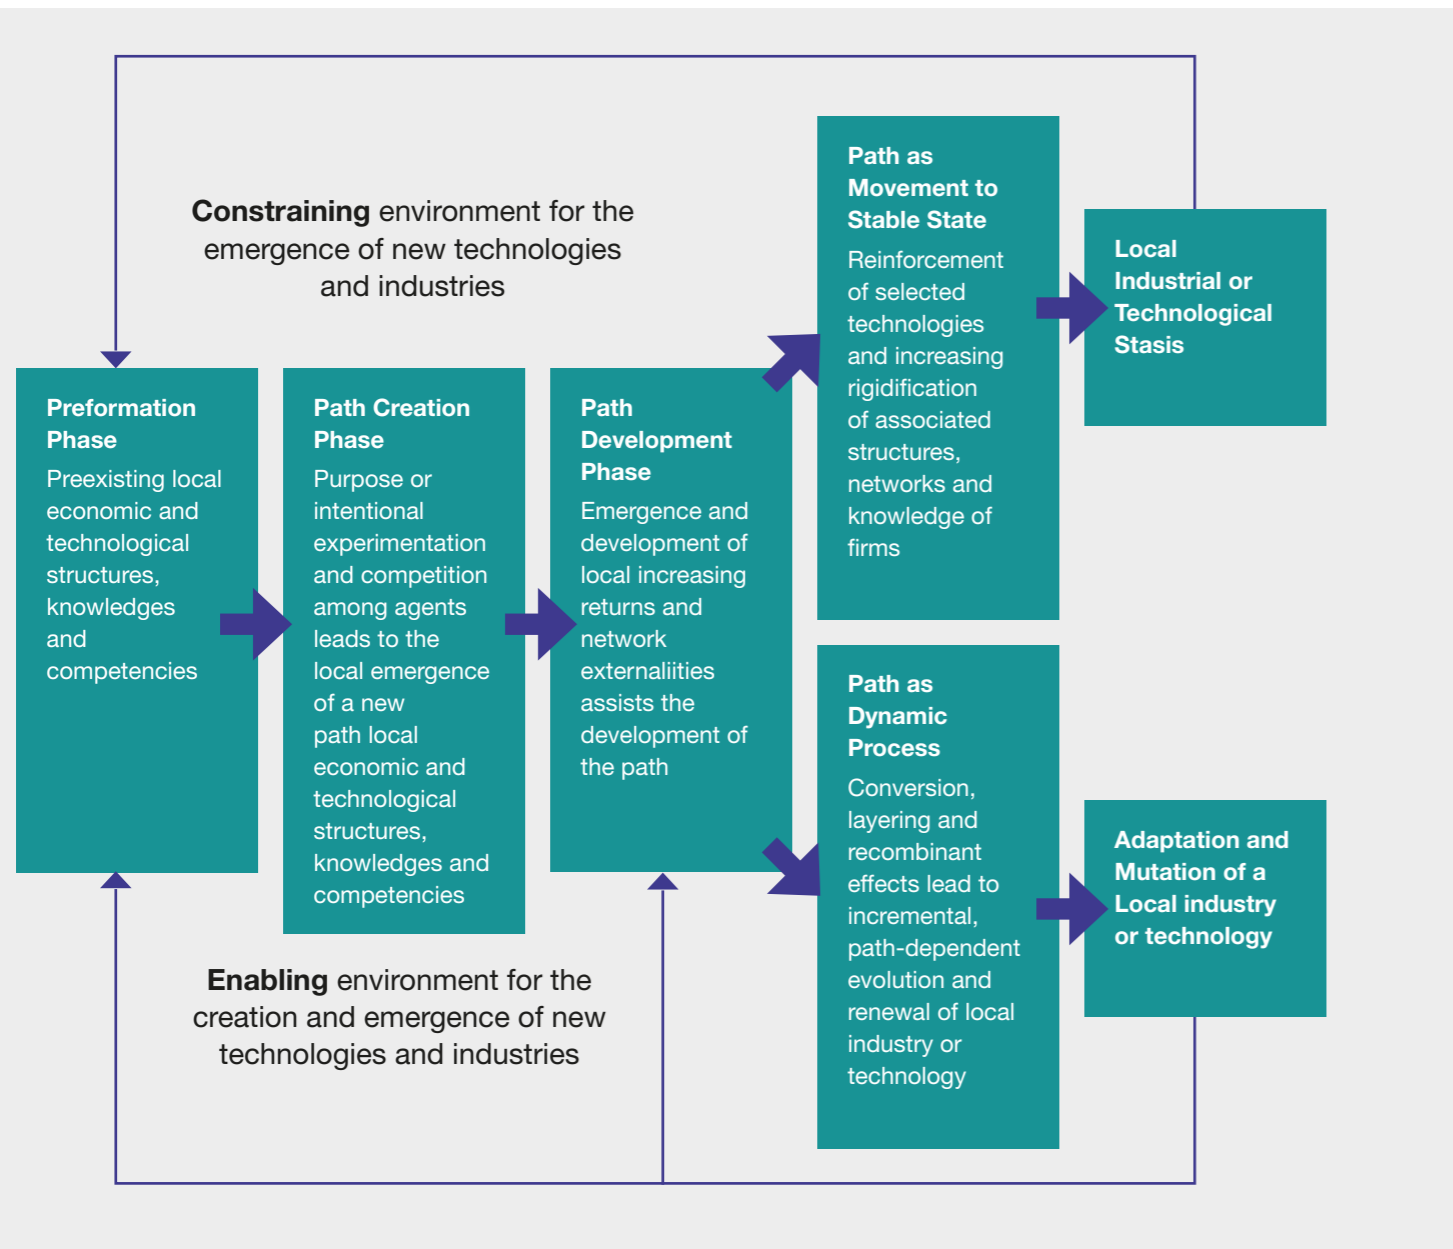 Constraining environment for the
emergence of new technologies
and industries
Preformation
Phase
Preexisting local
economic and
technological
structures,
knowledges
and
competencies
Path Creation
Phase
Purpose or
intentional
experimentation
and competition
among agents
leads to the
local emergence
of a new
path local
economic and
technological
structures,
knowledges and
competencies
Path
Development
Phase
Emergence and
development of
local increasing
returns and
network
externaliities
assists the
development of
the path
Path as
Movement to
Stable State
Reinforcement
of selected
technologies
and increasing
rigidification
of associated
structures,
networks and
knowledge of
firms
Local
Industrial or
Technological
Stasis
Path as
Dynamic
Process
Conversion,
layering and
recombinant
effects lead to
incremental,
path-dependent
evolution and
renewal of local
industry or
technology
Adaptation and
Mutation of a
Local industry
or technology
Enabling environment for the
creation and emergence of new
technologies and industries